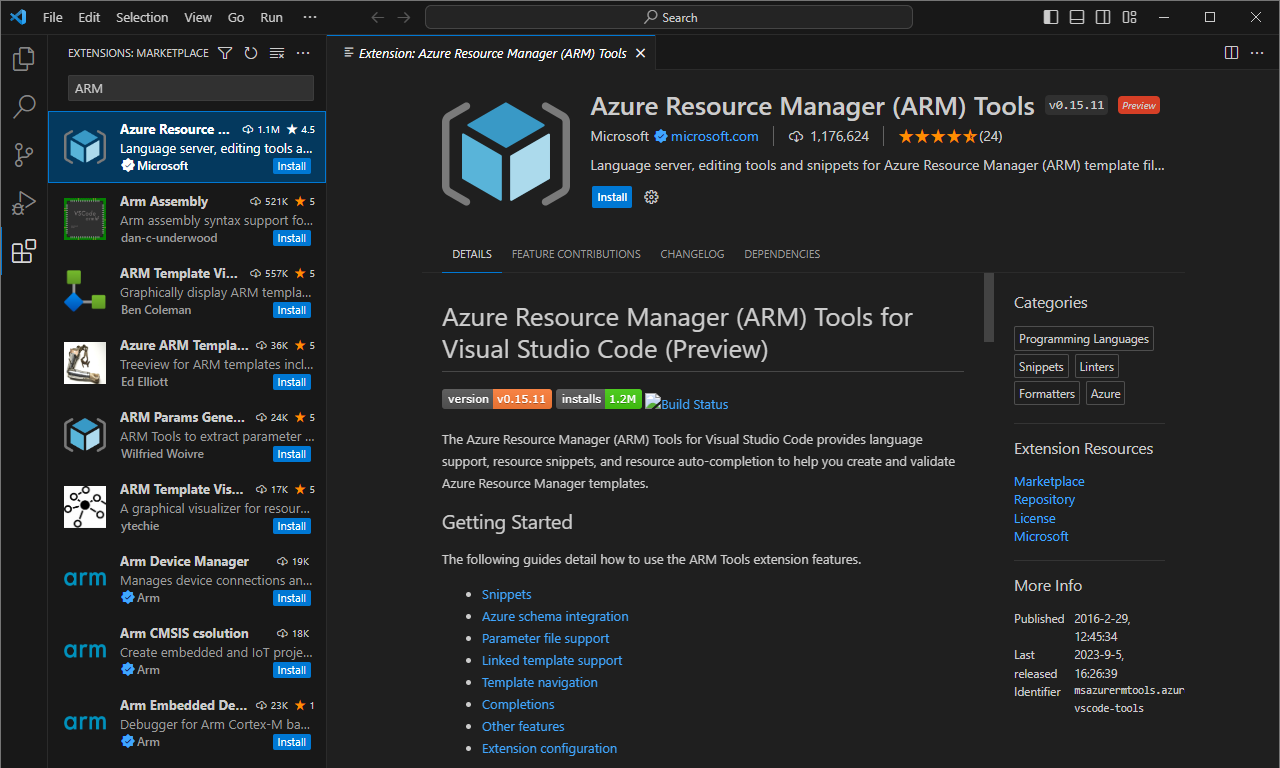 File Edit Selection View Go Run ···
Search
EXTENSIONS: MARKETPLACE
ARM
Azure Resource ... 1.1M 4.5
Language server, editing tools a...
Microsoft Install
Arm Assembly 521K 5
Arm assembly syntax support fo...
dan-c-underwood Install
ARM Template Vi... 557K 5
Graphically display ARM templa...
Ben Coleman Install
Azure ARM Templa... 36K 5
Treeview for ARM templates incl...
Ed Elliott Install
ARM Params Gene... 24K 5
ARM Tools to extract parameter ...
Wilfried Woivre Install
ARM Template Vis... 17K 5
A graphical visualizer for resour...
ytechie Install
Arm Device Manager 19K
arm
Manages device connections an...
Arm Install
Arm CMSIS csolution 18K
arm
Create embedded and IoT proje...
Arm Install
Arm Embedded De... 23K 1
arm
Debugger for Arm Cortex-M ba...
Arm Install
Extension: Azure Resource Manager (ARM) Tools
Azure Resource Manager (ARM) Tools v0.15.11 Preview
Microsoft microsoft.com 1,176,624 (24)
Language server, editing tools and snippets for Azure Resource Manager (ARM) template fil...
Install
DETAILS FEATURE CONTRIBUTIONS CHANGELOG DEPENDENCIES
Azure Resource Manager (ARM) Tools for
Visual Studio Code (Preview)
version v0.15.11 installs 1.2M Build Status
The Azure Resource Manager (ARM) Tools for Visual Studio Code provides language
support, resource snippets, and resource auto-completion to help you create and validate
Azure Resource Manager templates.
Getting Started
The following guides detail how to use the ARM Tools extension features.
• Snippets
• Azure schema integration
• Parameter file support
• Linked template support
• Template navigation
• Completions
• Other features
• Extension configuration
Categories
Programming Languages
Snippets Linters
Formatters Azure
Extension Resources
Marketplace
Repository
License
Microsoft
More Info
Published 2016-2-29,
12:45:34
Last 2023-9-5,
released 16:26:39
Identifier msazurermtools.azur
vscode-tools